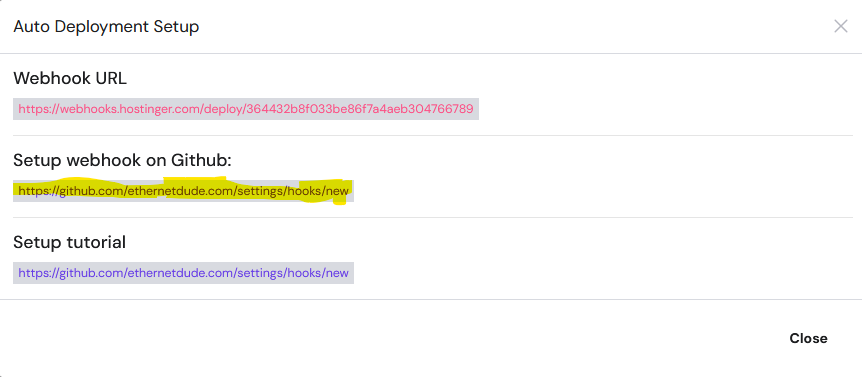 Auto Deployment Setup
Webhook URL
https://webhooks.hostinger.com/deploy/364432b8f033be86f7a4aeb304766789
Setup webhook on Github:
https://github.com/ethernetdude.com/settings/hooks/new
Setup tutorial
https://github.com/ethernetdude.com/settings/hooks/new
Close